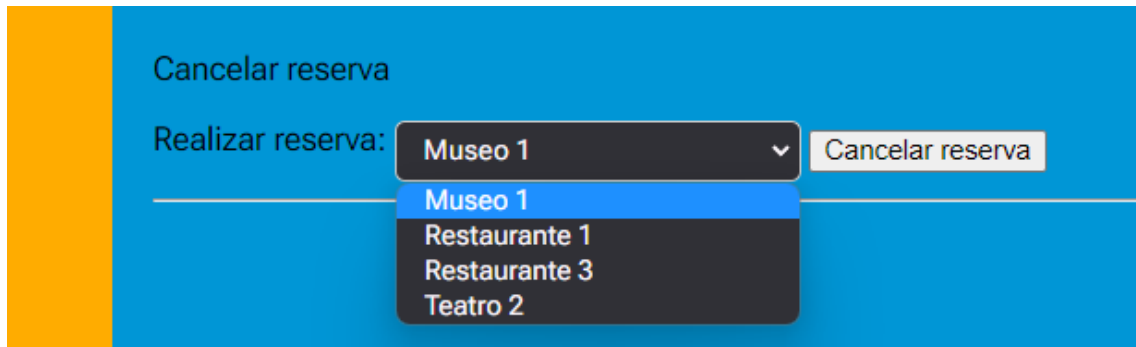 Cancelar reserva
Realizar reserva: Museo 1 Cancelar reserva
Museo 1
Restaurante 1
Restaurante 3
Teatro 2